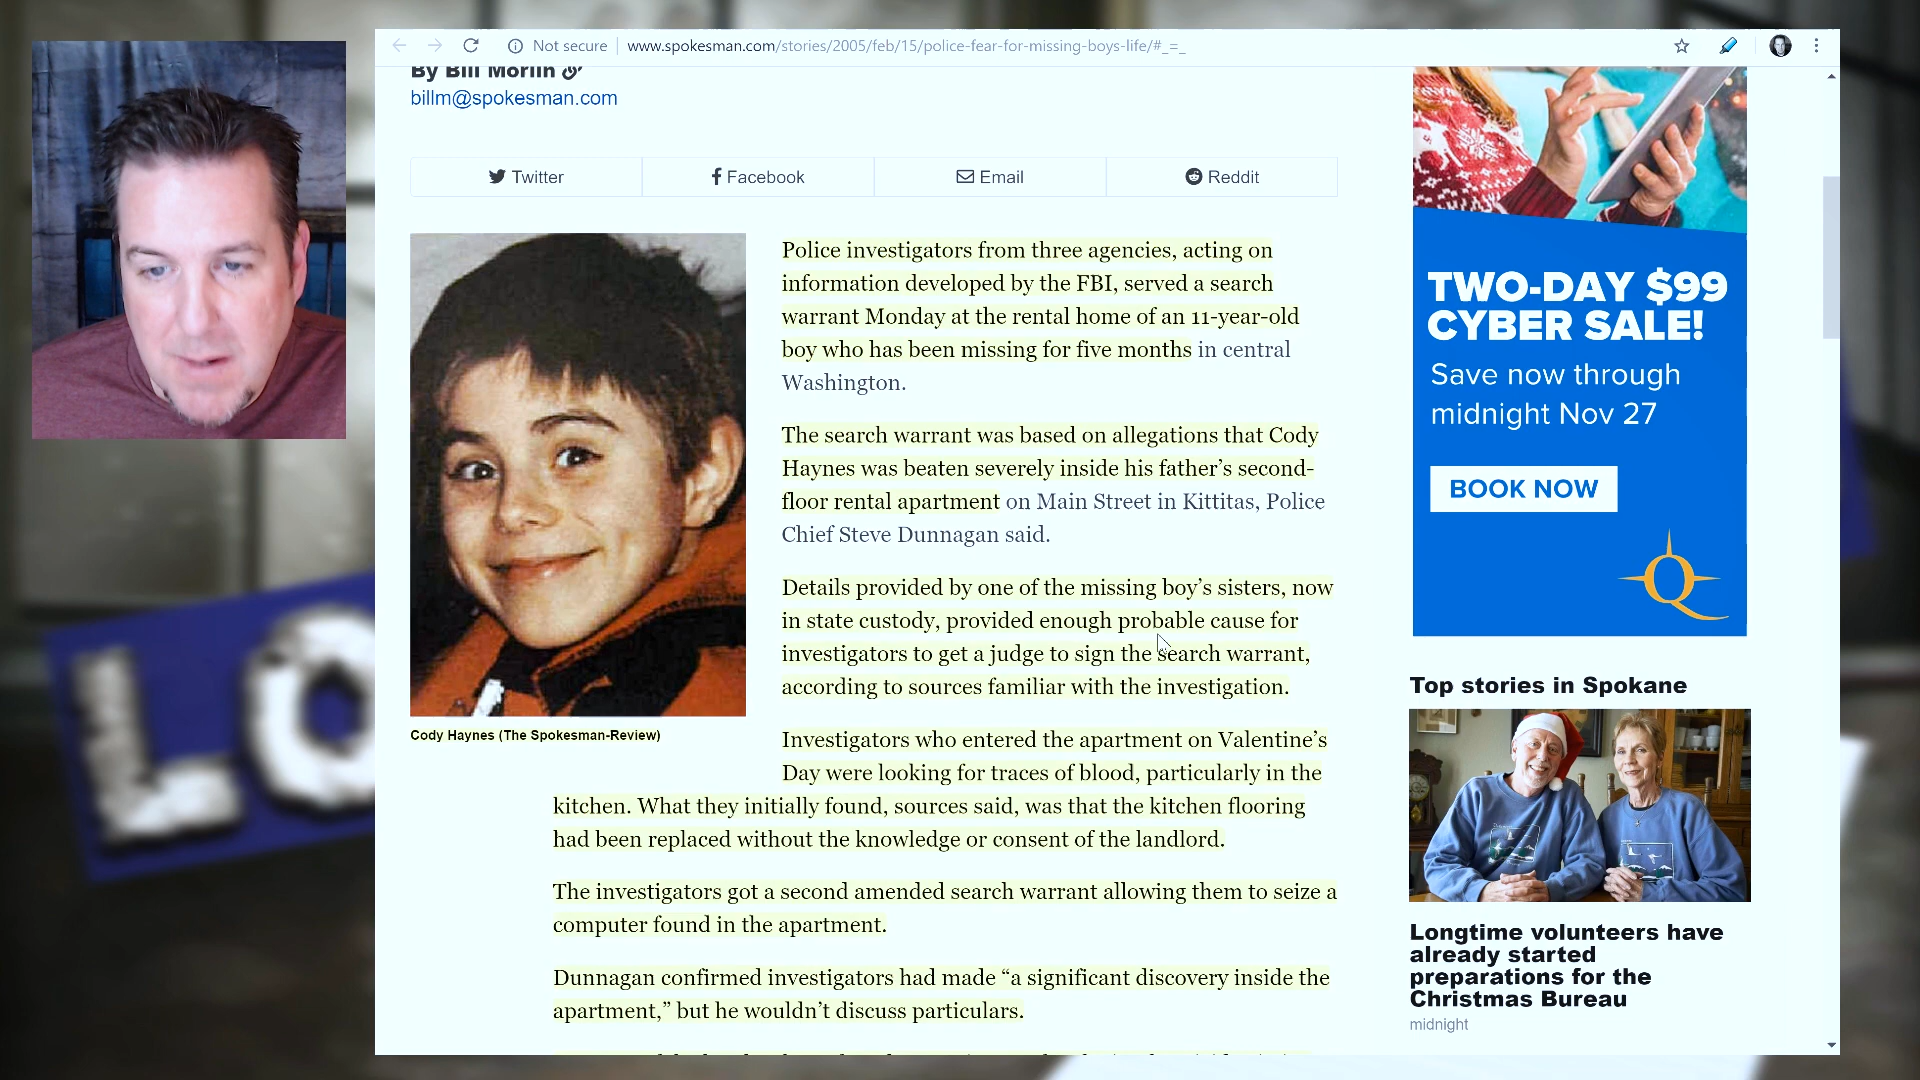 Not secure
www.spokesman.com/stories/2005/feb/15/police-fear-for-missing-boys-life/#_=_
By Bill Morlin
billm@spokesman.com
Twitter
Facebook
Email
Reddit
Police investigators from three agencies, acting on
information developed by the FBI, served a search
warrant Monday at the rental home of an 11-year-old
boy who has been missing for five months in central
Washington.
The search warrant was based on allegations that Cody
Haynes was beaten severely inside his father’s second-
floor rental apartment on Main Street in Kittitas, Police
Chief Steve Dunnagan said.
Details provided by one of the missing boy’s sisters, now
in state custody, provided enough probable cause for
investigators to get a judge to sign the search warrant,
according to sources familiar with the investigation.
Cody Haynes (The Spokesman-Review)
Investigators who entered the apartment on Valentine’s
Day were looking for traces of blood, particularly in the
kitchen. What they initially found, sources said, was that the kitchen flooring
had been replaced without the knowledge or consent of the landlord.
The investigators got a second amended search warrant allowing them to seize a
computer found in the apartment.
Dunnagan confirmed investigators had made “a significant discovery inside the
apartment,” but he wouldn’t discuss particulars.
TWO-DAY $99
CYBER SALE!
Save now through
midnight Nov 27
BOOK NOW
Q
Top stories in Spokane
Longtime volunteers have
already started
preparations for the
Christmas Bureau
midnight
LO